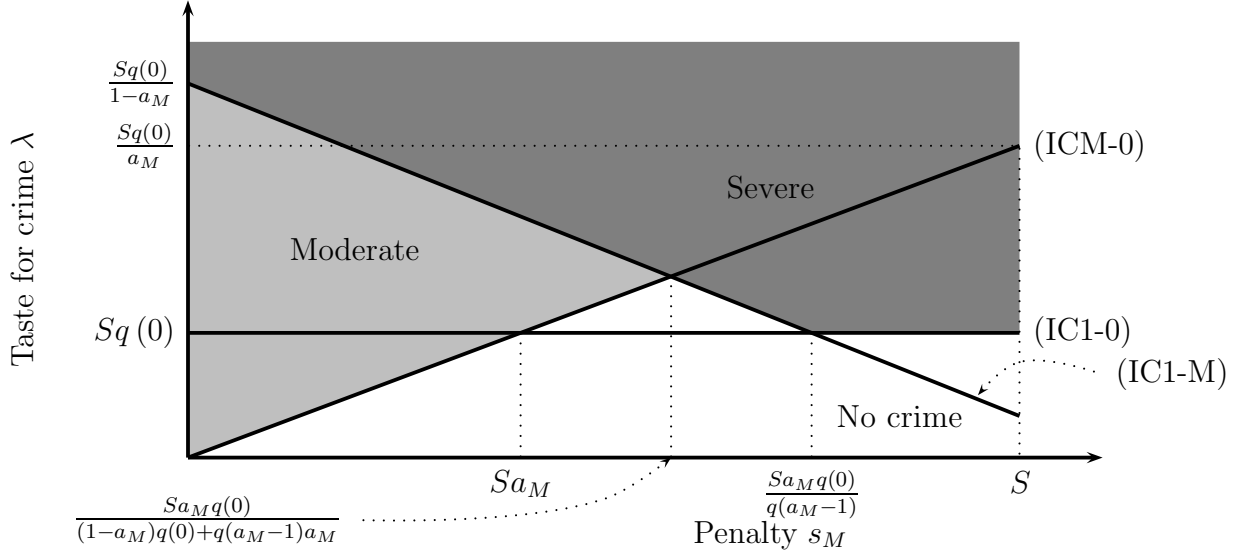 Taste for crime λ
Sq(0)/(1−a_M)
Sq(0)/a_M
(ICM-0)
Severe
Moderate
Sq (0)
(IC1-0)
(IC1-M)
No crime
Sa_M
Sa_M q(0)/q(a_M−1)
S
Sa_M q(0)/((1−a_M)q(0)+q(a_M−1)a_M)
Penalty s_M